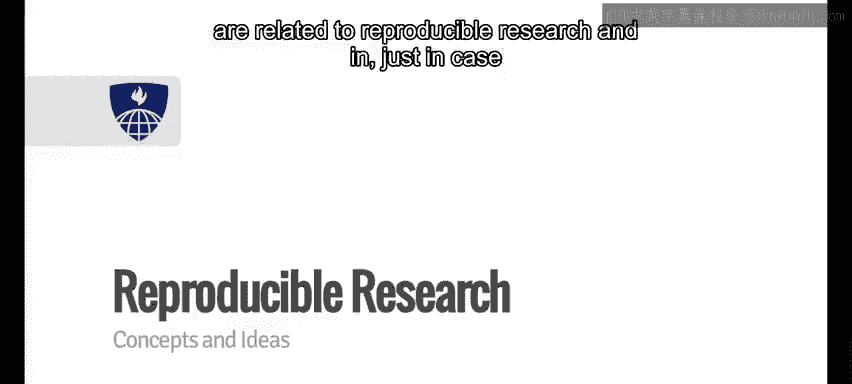 are related to reproducible research and
in, just in case
Reproducible Research
Concepts and Ideas